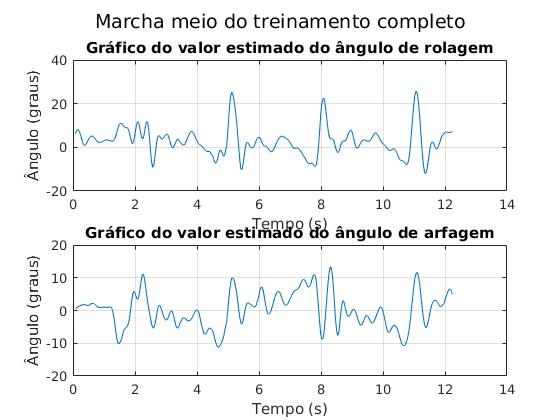 Marcha meio do treinamento completo
Gráfico do valor estimado do ângulo de rolagem
40
20
0
-20
Ângulo (graus)
0 2 4 6 8 10 12 14
Tempo (s)
Gráfico do valor estimado do ângulo de arfagem
20
10
0
-10
-20
Ângulo (graus)
0 2 4 6 8 10 12 14
Tempo (s)